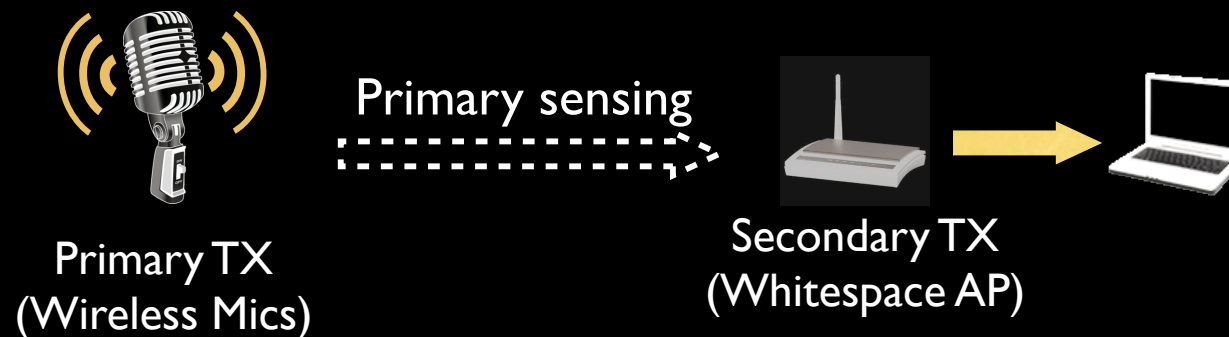 Primary sensing
Primary TX
(Wireless Mics)
Secondary TX
(Whitespace AP)